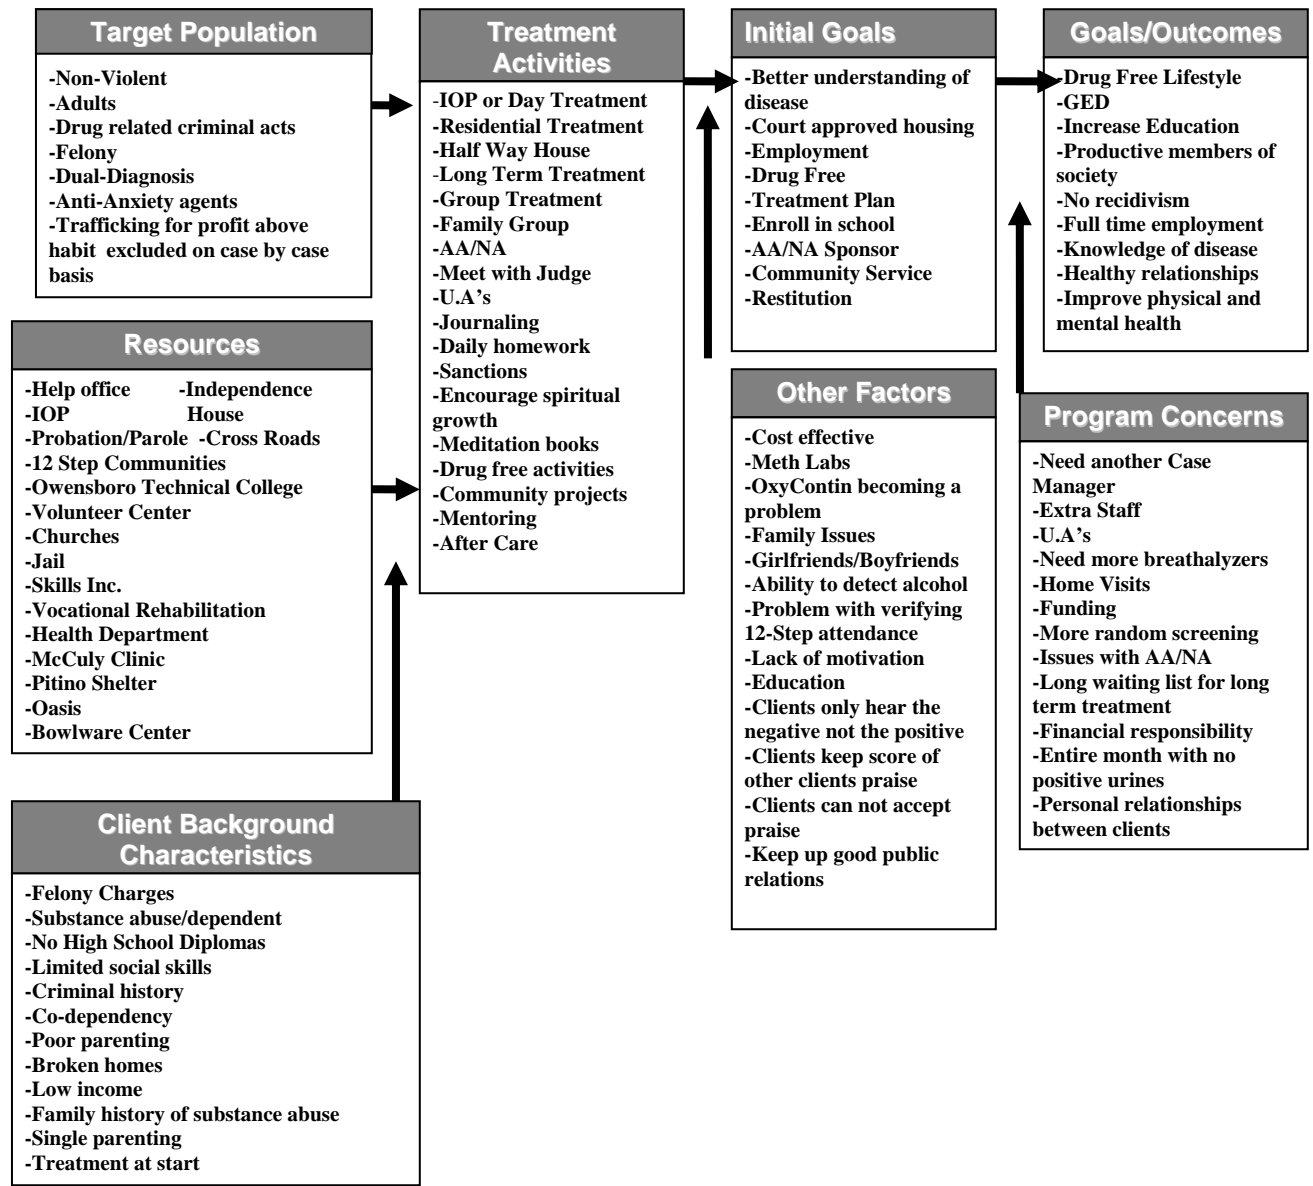 Target Population
-Non-Violent
-Adults
-Drug related criminal acts
-Felony
-Dual-Diagnosis
-Anti-Anxiety agents
-Trafficking for profit above
habit excluded on case by case
basis
Resources
-Help office -Independence
-IOP House
-Probation/Parole -Cross Roads
-12 Step Communities
-Owensboro Technical College
-Volunteer Center
-Churches
-Jail
-Skills Inc.
-Vocational Rehabilitation
-Health Department
-McCuly Clinic
-Pitino Shelter
-Oasis
-Bowlware Center
Client Background
Characteristics
-Felony Charges
-Substance abuse/dependent
-No High School Diplomas
-Limited social skills
-Criminal history
-Co-dependency
-Poor parenting
-Broken homes
-Low income
-Family history of substance abuse
-Single parenting
-Treatment at start
Treatment
Activities
-IOP or Day Treatment
-Residential Treatment
-Half Way House
-Long Term Treatment
-Group Treatment
-Family Group
-AA/NA
-Meet with Judge
-U.A's
-Journaling
-Daily homework
-Sanctions
-Encourage spiritual
growth
-Meditation books
-Drug free activities
-Community projects
-Mentoring
-After Care
Initial Goals
-Better understanding of
disease
-Court approved housing
-Employment
-Drug Free
-Treatment Plan
-Enroll in school
-AA/NA Sponsor
-Community Service
-Restitution
Other Factors
-Cost effective
-Meth Labs
-OxyContin becoming a
problem
-Family Issues
-Girlfriends/Boyfriends
-Ability to detect alcohol
-Problem with verifying
12-Step attendance
-Lack of motivation
-Education
-Clients only hear the
negative not the positive
-Clients keep score of
other clients praise
-Clients can not accept
praise
-Keep up good public
relations
Goals/Outcomes
-Drug Free Lifestyle
-GED
-Increase Education
-Productive members of
society
-No recidivism
-Full time employment
-Knowledge of disease
-Healthy relationships
-Improve physical and
mental health
Program Concerns
-Need another Case
Manager
-Extra Staff
-U.A's
-Need more breathalyzers
-Home Visits
-Funding
-More random screening
-Issues with AA/NA
-Long waiting list for long
term treatment
-Financial responsibility
-Entire month with no
positive urines
-Personal relationships
between clients